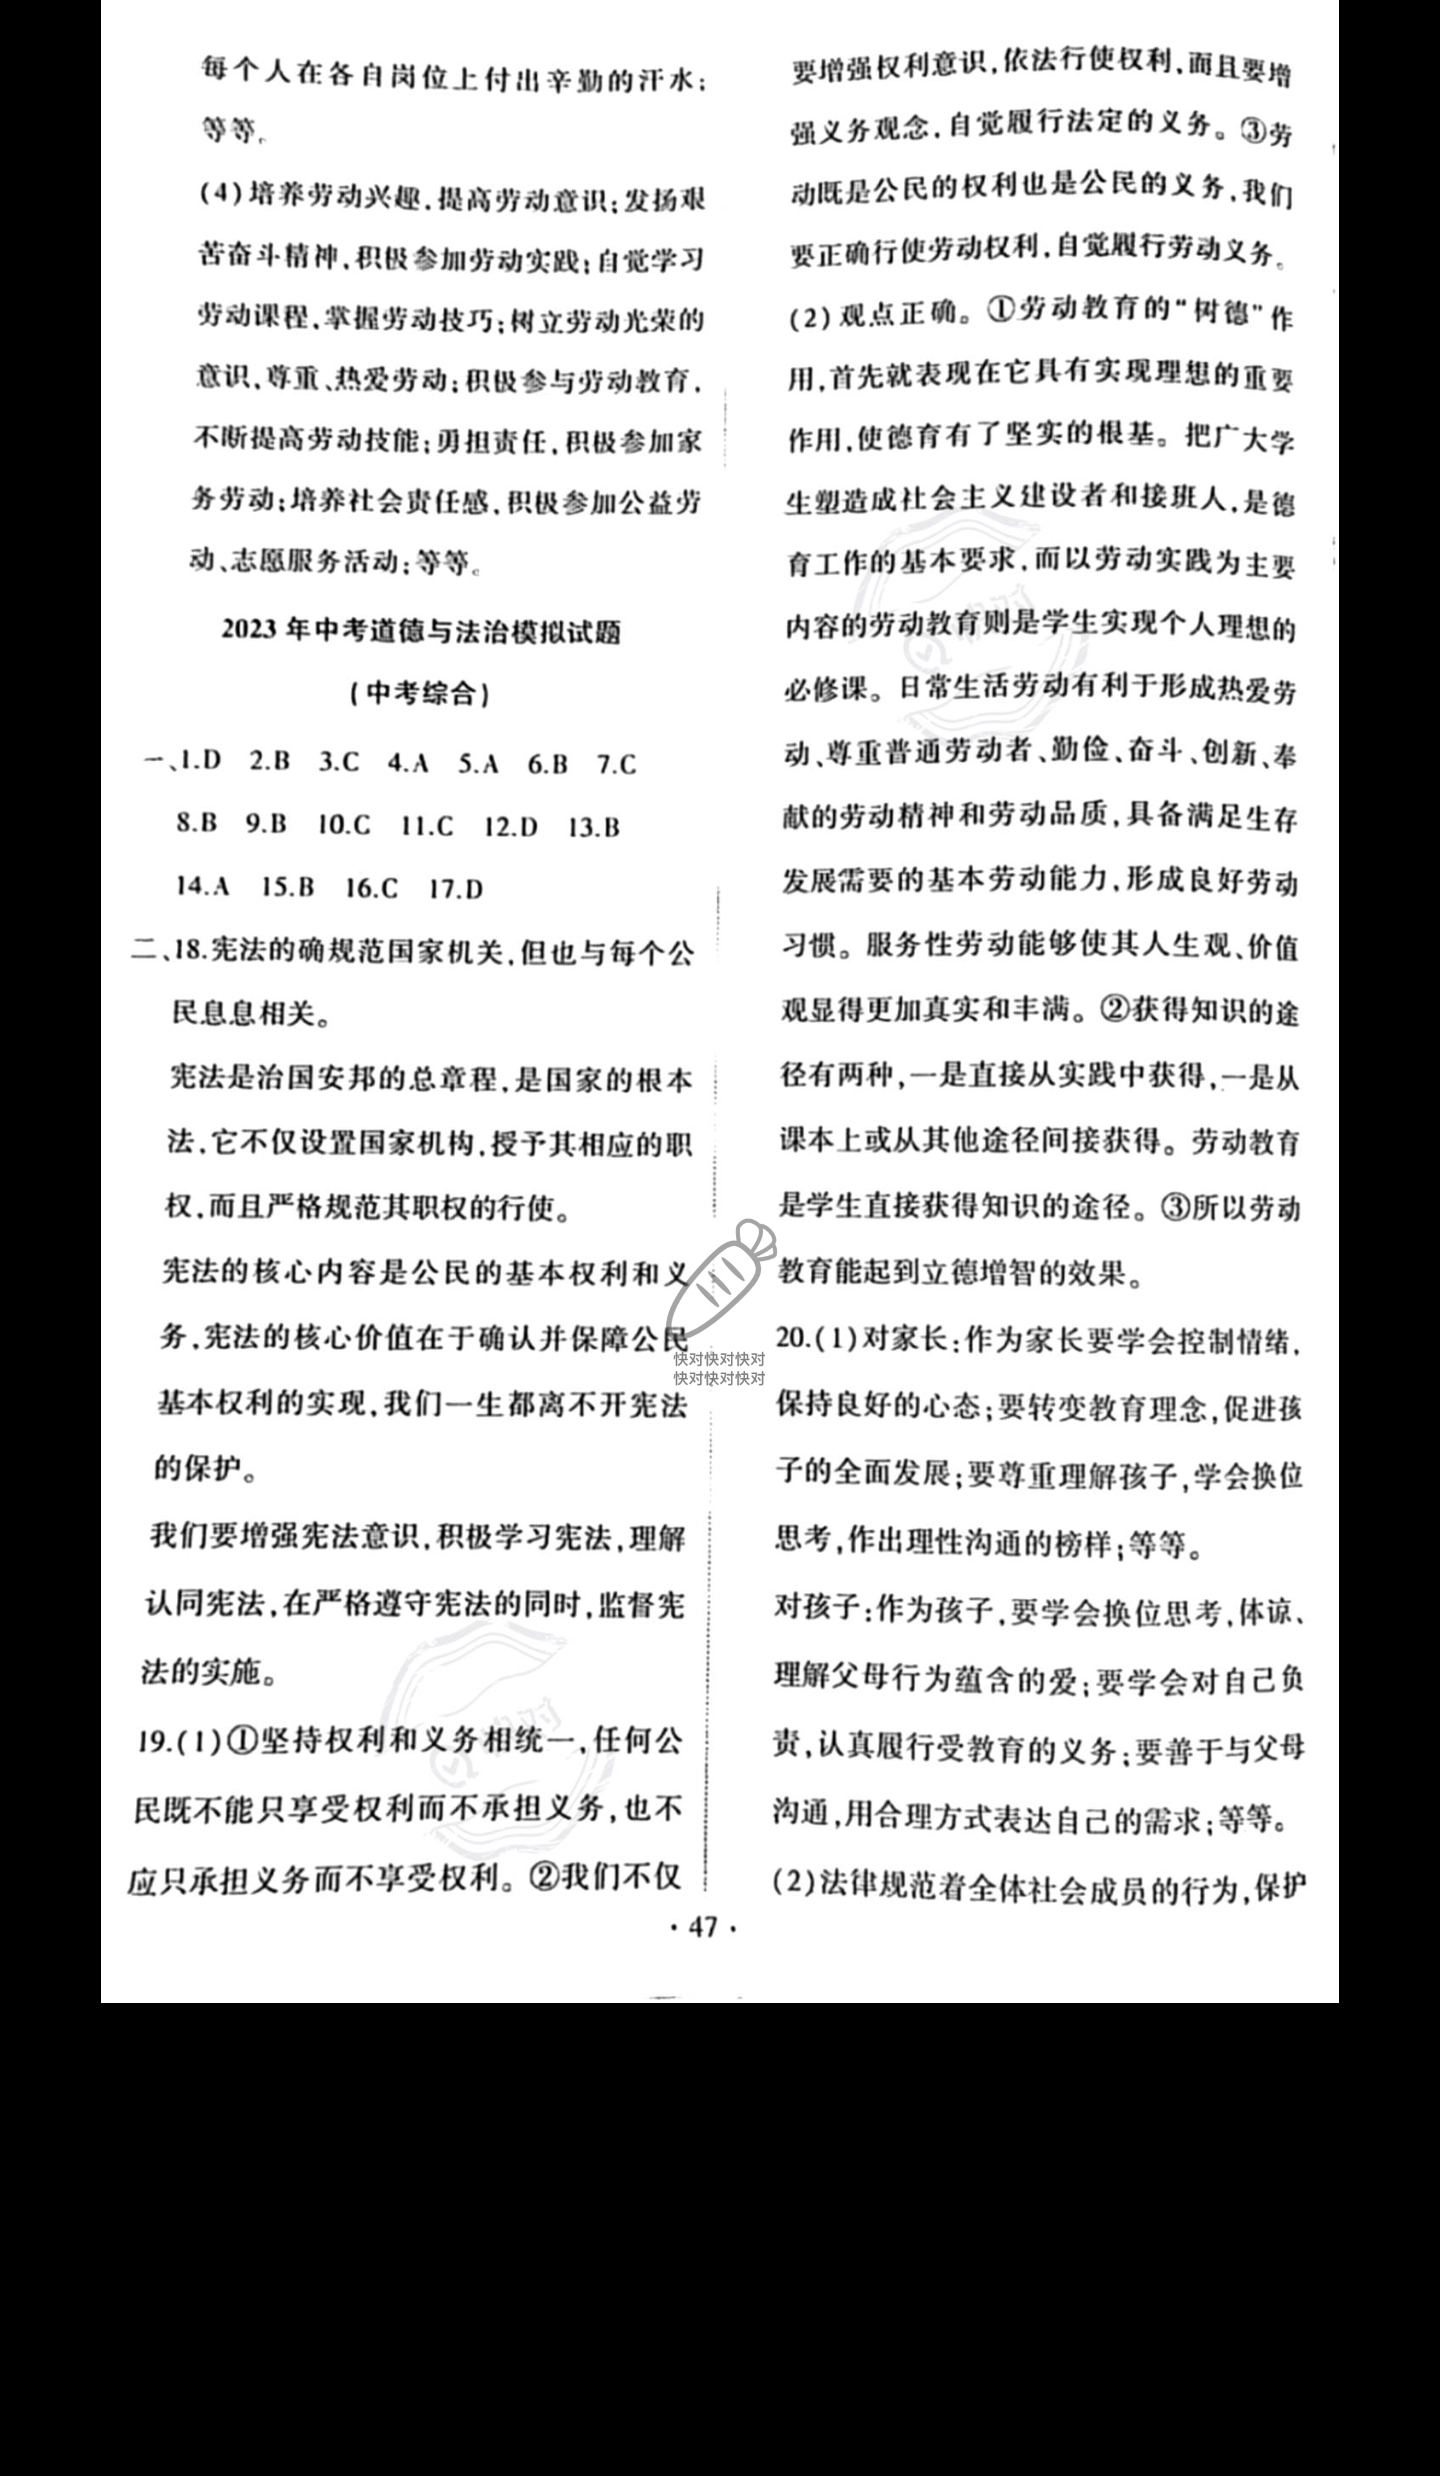 每个人在各自岗位上付出辛勤的汗水;
等等。
(4)培养劳动兴趣,提高劳动意识;发扬艰
苦奋斗精神,积极参加劳动实践;自觉学习
劳动课程,掌握劳动技巧;树立劳动光荣的
意识,尊重、热爱劳动;积极参与劳动教育,
不断提高劳动技能;勇担责任,积极参加家
务劳动;培养社会责任感,积极参加公益劳
动、志愿服务活动;等等。
2023年中考道德与法治模拟试题
(中考综合)
一、1.D 2.B 3.C 4.A 5.A 6.B 7.C
8.B 9.B 10.C 11.C 12.D 13.B
14.A 15.B 16.C 17.D
二、18.宪法的确规范国家机关,但也与每个公
民息息相关。
宪法是治国安邦的总章程,是国家的根本
法,它不仅设置国家机构,授予其相应的职
权,而且严格规范其职权的行使。
宪法的核心内容是公民的基本权利和义
务,宪法的核心价值在于确认并保障公民
基本权利的实现,我们一生都离不开宪法
的保护。
我们要增强宪法意识,积极学习宪法,理解
认同宪法,在严格遵守宪法的同时,监督宪
法的实施。
19.(1)①坚持权利和义务相统一,任何公
民既不能只享受权利而不承担义务,也不
应只承担义务而不享受权利。②我们不仅
要增强权利意识,依法行使权利,而且要增
强义务观念,自觉履行法定的义务。③劳
动既是公民的权利也是公民的义务,我们
要正确行使劳动权利,自觉履行劳动义务。
(2)观点正确。①劳动教育的“树德”作
用,首先就表现在它具有实现理想的重要
作用,使德育有了坚实的根基。把广大学
生塑造成社会主义建设者和接班人,是德
育工作的基本要求,而以劳动实践为主要
内容的劳动教育则是学生实现个人理想的
必修课。日常生活劳动有利于形成热爱劳
动、尊重普通劳动者、勤俭、奋斗、创新、奉
献的劳动精神和劳动品质,具备满足生存
发展需要的基本劳动能力,形成良好劳动
习惯。服务性劳动能够使其人生观、价值
观显得更加真实和丰满。②获得知识的途
径有两种,一是直接从实践中获得,一是从
课本上或从其他途径间接获得。劳动教育
是学生直接获得知识的途径。③所以劳动
教育能起到立德增智的效果。
20.(1)对家长:作为家长要学会控制情绪,
保持良好的心态;要转变教育理念,促进孩
子的全面发展;要尊重理解孩子,学会换位
思考,作出理性沟通的榜样;等等。
对孩子:作为孩子,要学会换位思考,体谅、
理解父母行为蕴含的爱;要学会对自己负
责,认真履行受教育的义务;要善于与父母
沟通,用合理方式表达自己的需求;等等。
(2)法律规范着全体社会成员的行为,保护
快对快对快对
快对快对快对
·47·